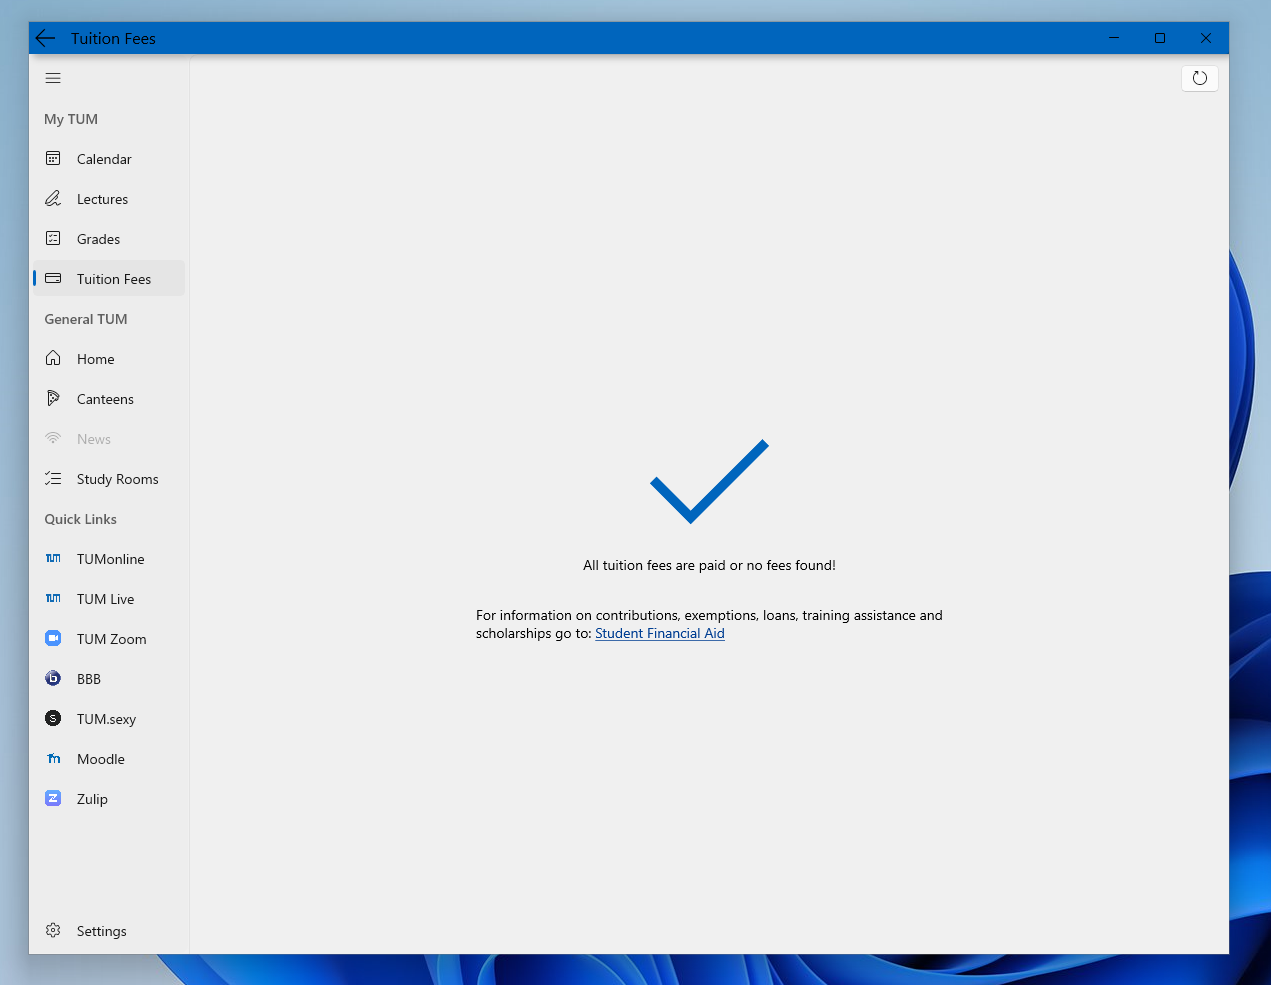 Tuition Fees
My TUM
Calendar
Lectures
Grades
Tuition Fees
General TUM
Home
Canteens
News
Study Rooms
Quick Links
TUM TUMonline
TUM TUM Live
TUM Zoom
b BBB
S TUM.sexy
m Moodle
Z Zulip
Settings
All tuition fees are paid or no fees found!
For information on contributions, exemptions, loans, training assistance and
scholarships go to: Student Financial Aid